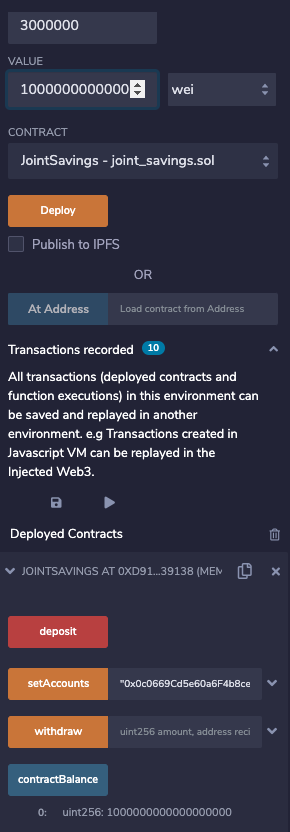 3000000
VALUE
1000000000000
wei
CONTRACT
JointSavings - joint_savings.sol
Deploy
Publish to IPFS
OR
At Address
Load contract from Address
Transactions recorded 10
All transactions (deployed contracts and
function executions) in this environment can
be saved and replayed in another
environment. e.g Transactions created in
Javascript VM can be replayed in the
Injected Web3.
Deployed Contracts
JOINTSAVINGS AT 0XD91...39138 (MEM
deposit
setAccounts
"0x0c0669Cd5e60a6F4b8ce
withdraw
uint256 amount, address reci
contractBalance
0: uint256: 1000000000000000000